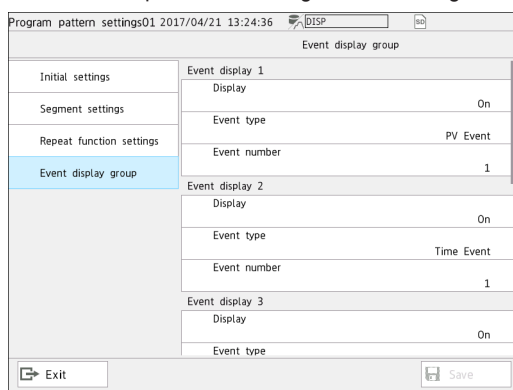 Program pattern settings01 2017/04/21 13:24:36 DISP SD
Event display group
Initial settings
Segment settings
Repeat function settings
Event display group
Event display 1
Display
On
Event type
PV Event
Event number
1
Event display 2
Display
On
Event type
Time Event
Event number
1
Event display 3
Display
On
Event type
Exit
Save